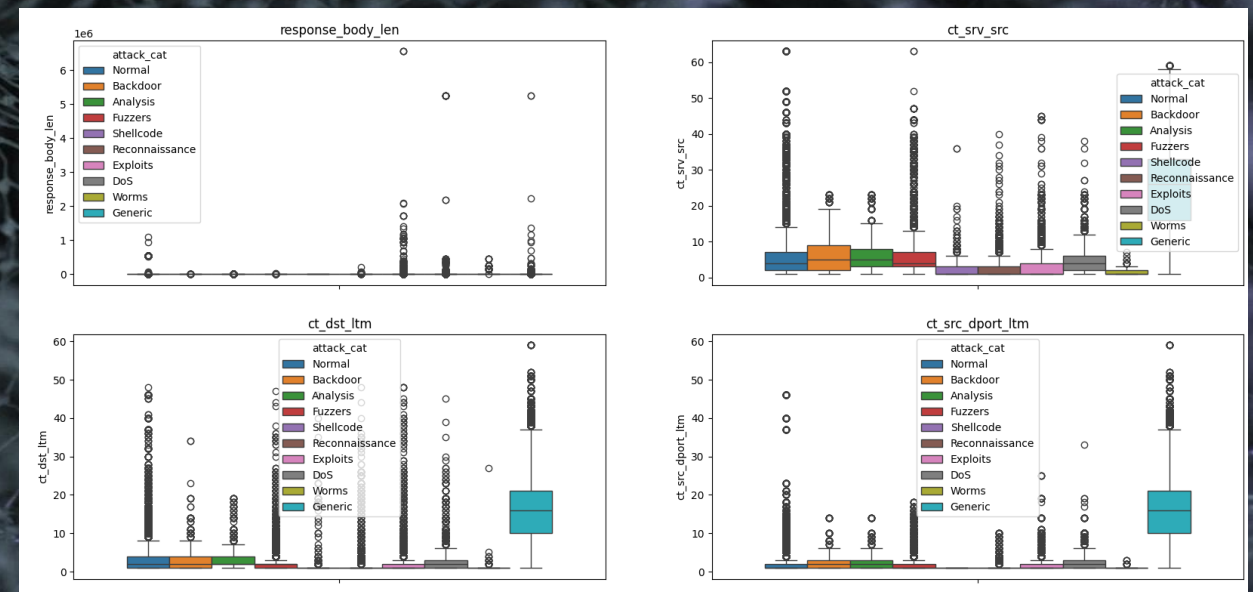 response_body_len
1e6
6
5
4
3
2
1
0
response_body_len
attack_cat
Normal
Backdoor
Analysis
Fuzzers
Shellcode
Reconnaissance
Exploits
DoS
Worms
Generic
ct_srv_src
60
50
40
30
20
10
0
ct_srv_src
attack_cat
Normal
Backdoor
Analysis
Fuzzers
Shellcode
Reconnaissance
Exploits
DoS
Worms
Generic
ct_dst_ltm
60
50
40
30
20
10
0
ct_dst_ltm
attack_cat
Normal
Backdoor
Analysis
Fuzzers
Shellcode
Reconnaissance
Exploits
DoS
Worms
Generic
ct_src_dport_ltm
60
50
40
30
20
10
0
ct_src_dport_ltm
attack_cat
Normal
Backdoor
Analysis
Fuzzers
Shellcode
Reconnaissance
Exploits
DoS
Worms
Generic